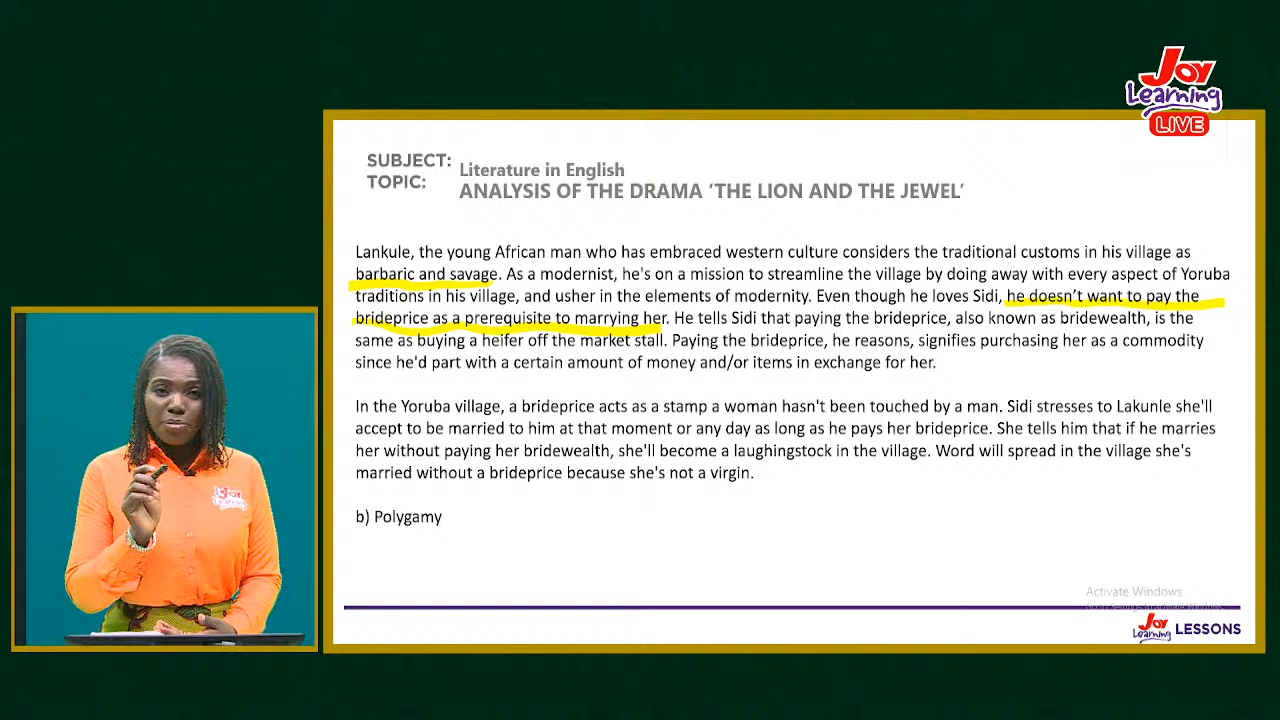 Joy
Learning
LIVE
SUBJECT: Literature in English
TOPIC: ANALYSIS OF THE DRAMA ‘THE LION AND THE JEWEL’
Lankule, the young African man who has embraced western culture considers the traditional customs in his village as
barbaric and savage. As a modernist, he's on a mission to streamline the village by doing away with every aspect of Yoruba
traditions in his village, and usher in the elements of modernity. Even though he loves Sidi, he doesn’t want to pay the
brideprice as a prerequisite to marrying her. He tells Sidi that paying the brideprice, also known as bridewealth, is the
same as buying a heifer off the market stall. Paying the brideprice, he reasons, signifies purchasing her as a commodity
since he'd part with a certain amount of money and/or items in exchange for her.
In the Yoruba village, a brideprice acts as a stamp a woman hasn't been touched by a man. Sidi stresses to Lakunle she'll
accept to be married to him at that moment or any day as long as he pays her brideprice. She tells him that if he marries
her without paying her bridewealth, she'll become a laughingstock in the village. Word will spread in the village she's
married without a brideprice because she's not a virgin.
b) Polygamy
Activate Windows
Joy
Learning LESSONS
Joy
Learning